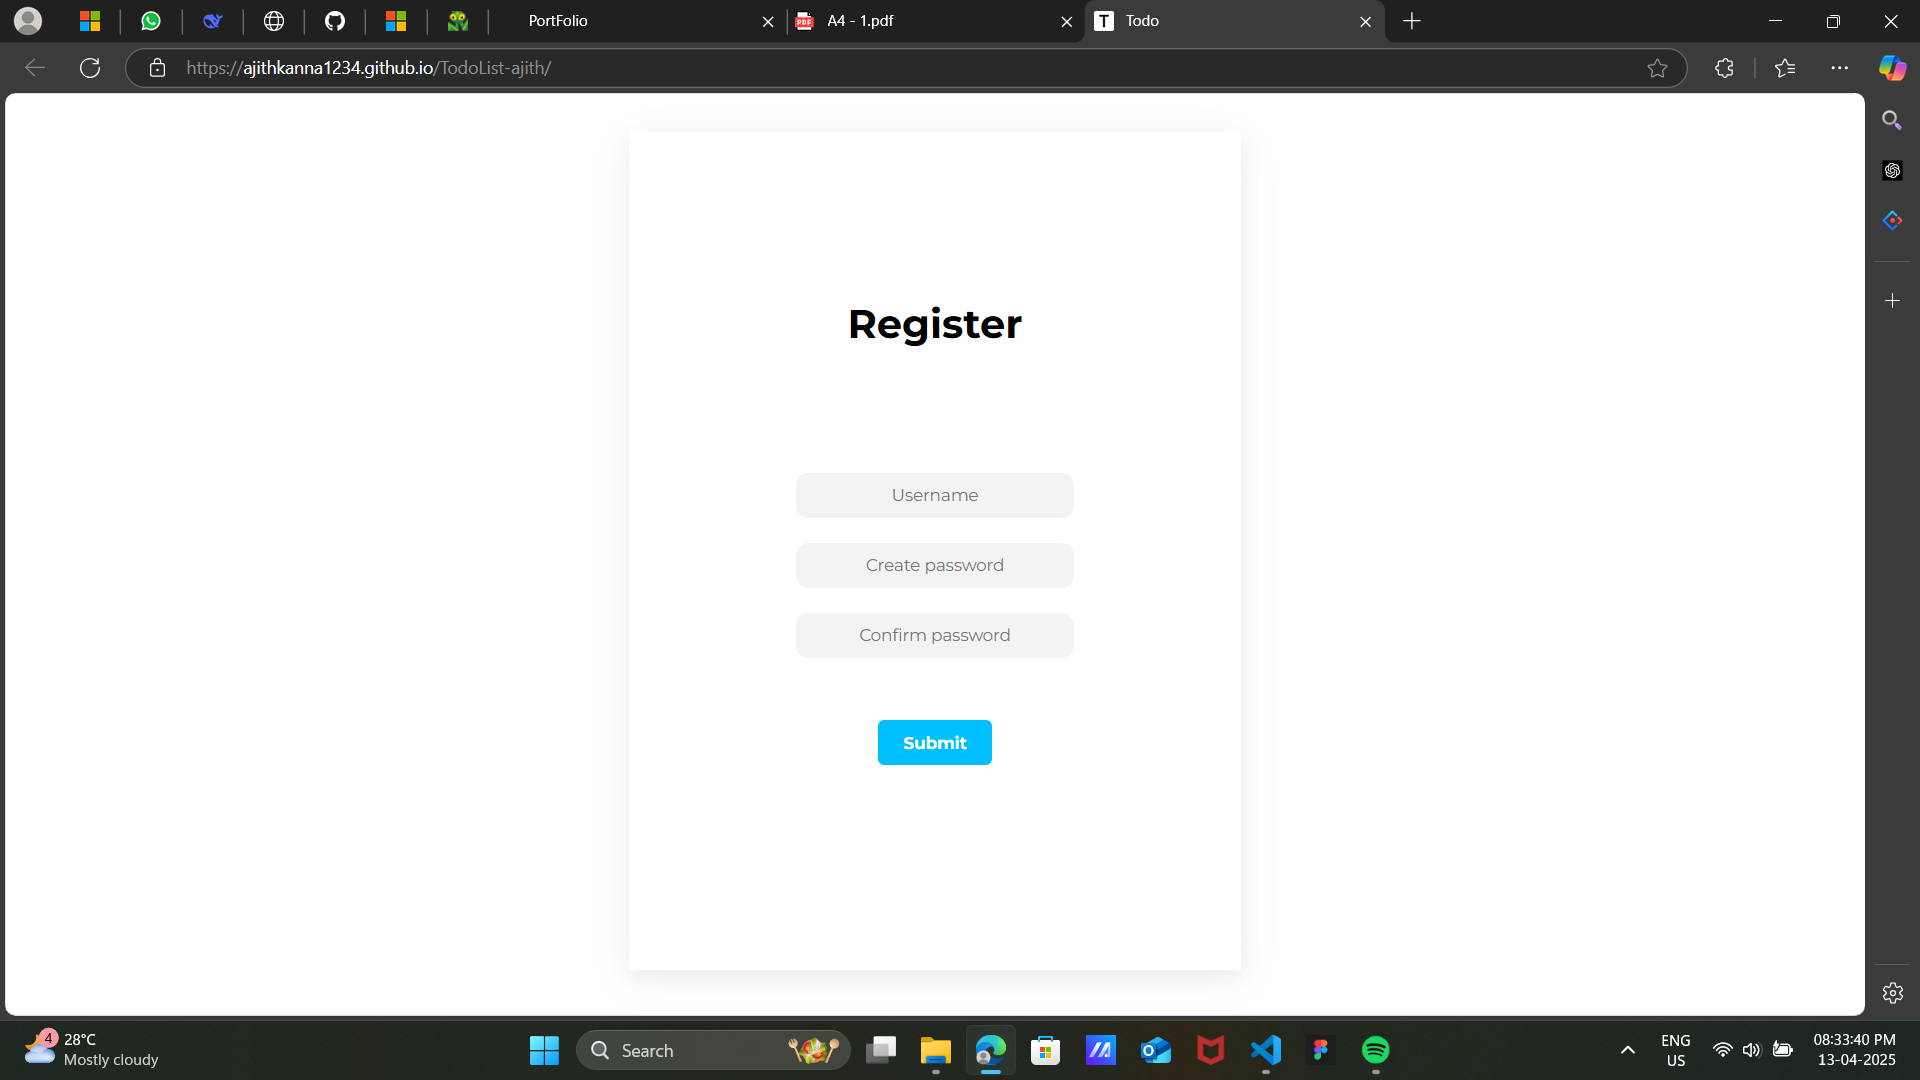 PortFolio
A4 - 1.pdf
Todo
https://ajithkanna1234.github.io/TodoList-ajith/
Register
Username
Create password
Confirm password
Submit
4
28°C
Mostly cloudy
Search
ENG
US
08:33:40 PM
13-04-2025